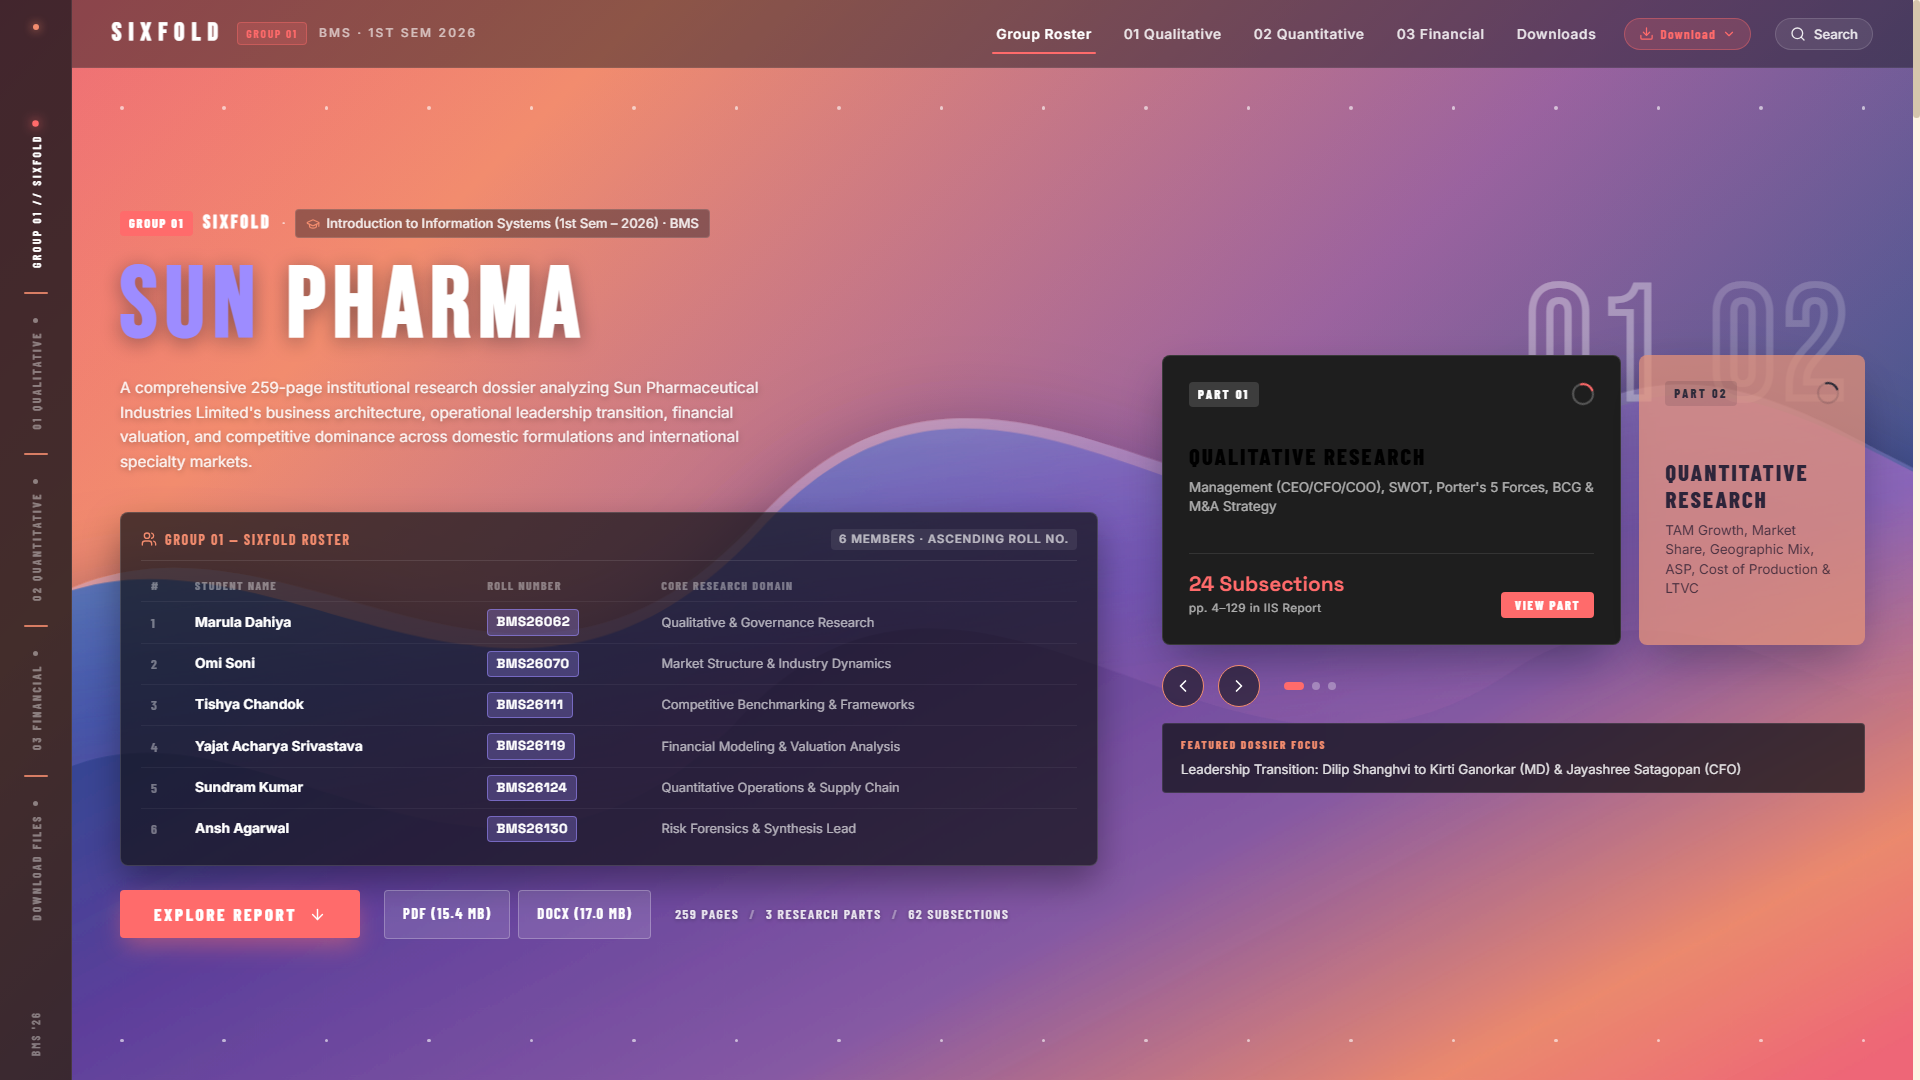 SIXFOLD GROUP 01 BMS · 1ST SEM 2026
Group Roster 01 Qualitative 02 Quantitative 03 Financial Downloads Download Search
GROUP 01 // SIXFOLD
01 QUALITATIVE
02 QUANTITATIVE
03 FINANCIAL
DOWNLOAD FILES
BMS '26
GROUP 01 SIXFOLD · Introduction to Information Systems (1st Sem – 2026) · BMS
SUN PHARMA
A comprehensive 259-page institutional research dossier analyzing Sun Pharmaceutical
Industries Limited's business architecture, operational leadership transition, financial
valuation, and competitive dominance across domestic formulations and international
specialty markets.
GROUP 01 — SIXFOLD ROSTER 6 MEMBERS · ASCENDING ROLL NO.
# STUDENT NAME ROLL NUMBER CORE RESEARCH DOMAIN
1 Marula Dahiya BMS26062 Qualitative & Governance Research
2 Omi Soni BMS26070 Market Structure & Industry Dynamics
3 Tishya Chandok BMS26111 Competitive Benchmarking & Frameworks
4 Yajat Acharya Srivastava BMS26119 Financial Modeling & Valuation Analysis
5 Sundram Kumar BMS26124 Quantitative Operations & Supply Chain
6 Ansh Agarwal BMS26130 Risk Forensics & Synthesis Lead
EXPLORE REPORT PDF (15.4 MB) DOCX (17.0 MB) 259 PAGES / 3 RESEARCH PARTS / 62 SUBSECTIONS
01
PART 01
QUALITATIVE RESEARCH
Management (CEO/CFO/COO), SWOT, Porter's 5 Forces, BCG &
M&A Strategy
24 Subsections
pp. 4–129 in IIS Report
VIEW PART
02
PART 02
QUANTITATIVE
RESEARCH
TAM Growth, Market
Share, Geographic Mix,
ASP, Cost of Production &
LTVC
FEATURED DOSSIER FOCUS
Leadership Transition: Dilip Shanghvi to Kirti Ganorkar (MD) & Jayashree Satagopan (CFO)